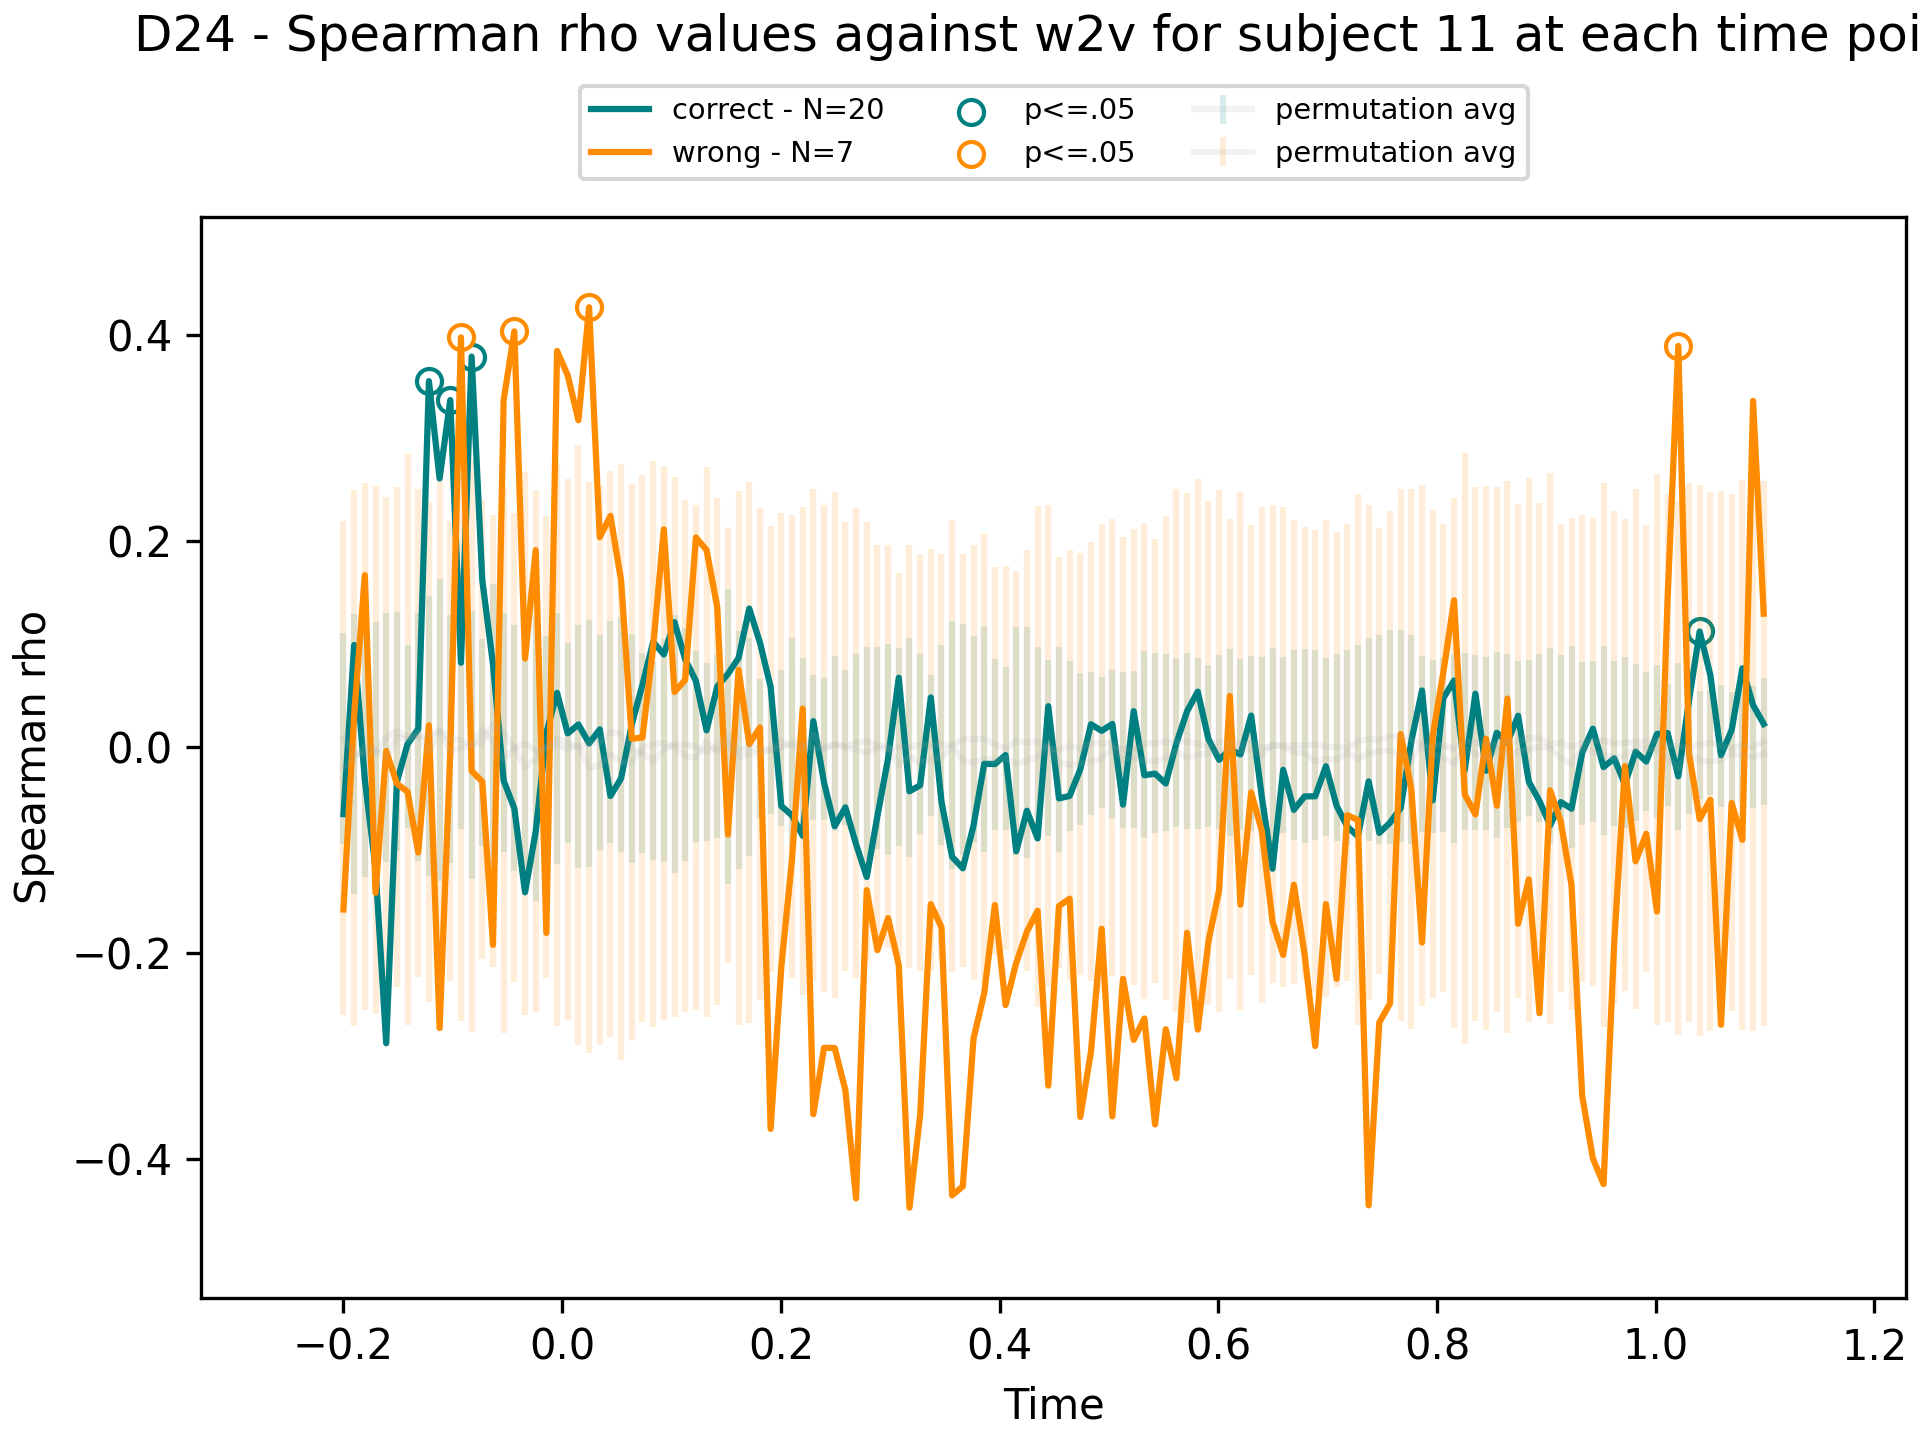 D24 - Spearman rho values against w2v for subject 11 at each time poi
correct - N=20
p<=.05
permutation avg
wrong - N=7
p<=.05
permutation avg
Spearman rho
0.4
0.2
0.0
−0.2
−0.4
−0.2
0.0
0.2
0.4
0.6
0.8
1.0
1.2
Time